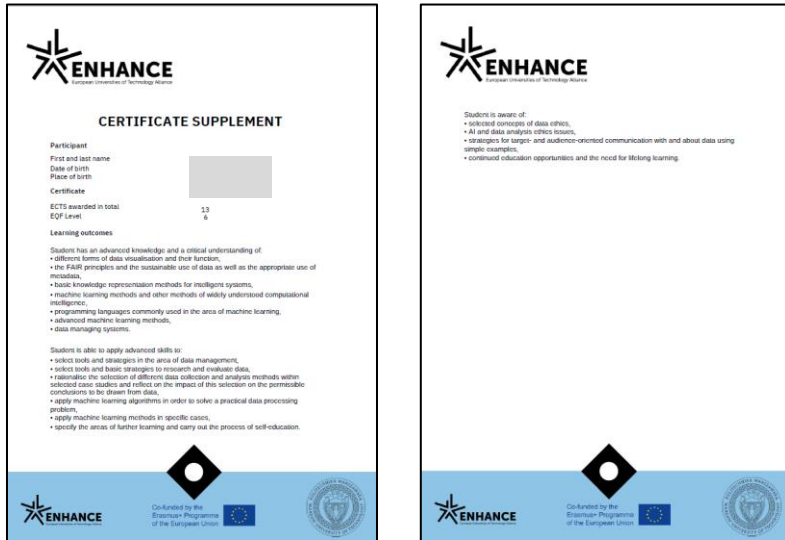 ENHANCE
European Universities of Technology Alliance
CERTIFICATE SUPPLEMENT
Participant
First and last name
Date of birth
Place of birth
Certificate
ECTS awarded in total 13
EQF Level 6
Learning outcomes
Student has an advanced knowledge and a critical understanding of:
• different forms of data visualisation and their function,
• the FAIR principles and the sustainable use of data as well as the appropriate use of
metadata,
• basic knowledge representation methods for intelligent systems,
• machine learning methods and other methods of widely understood computational
intelligence,
• programming languages commonly used in the area of machine learning,
• advanced machine learning methods,
• data managing systems.
Student is able to apply advanced skills to:
• select tools and strategies in the area of data management,
• select tools and basic strategies to research and evaluate data,
• rationalise the selection of different data collection and analysis methods within
selected case studies and reflect on the impact of this selection on the permissible
conclusions to be drawn from data,
• apply machine learning algorithms in order to solve a practical data processing
problem,
• apply machine learning methods in specific cases,
• specify the areas of further learning and carry out the process of self-education.
ENHANCE
European Universities of Technology Alliance
Co-funded by the
Erasmus+ Programme
of the European Union
ENHANCE
European Universities of Technology Alliance
Student is aware of:
• selected concepts of data ethics,
• AI and data analysis ethics issues,
• strategies for target- and audience-oriented communication with and about data using
simple examples,
• continued education opportunities and the need for lifelong learning.
ENHANCE
European Universities of Technology Alliance
Co-funded by the
Erasmus+ Programme
of the European Union